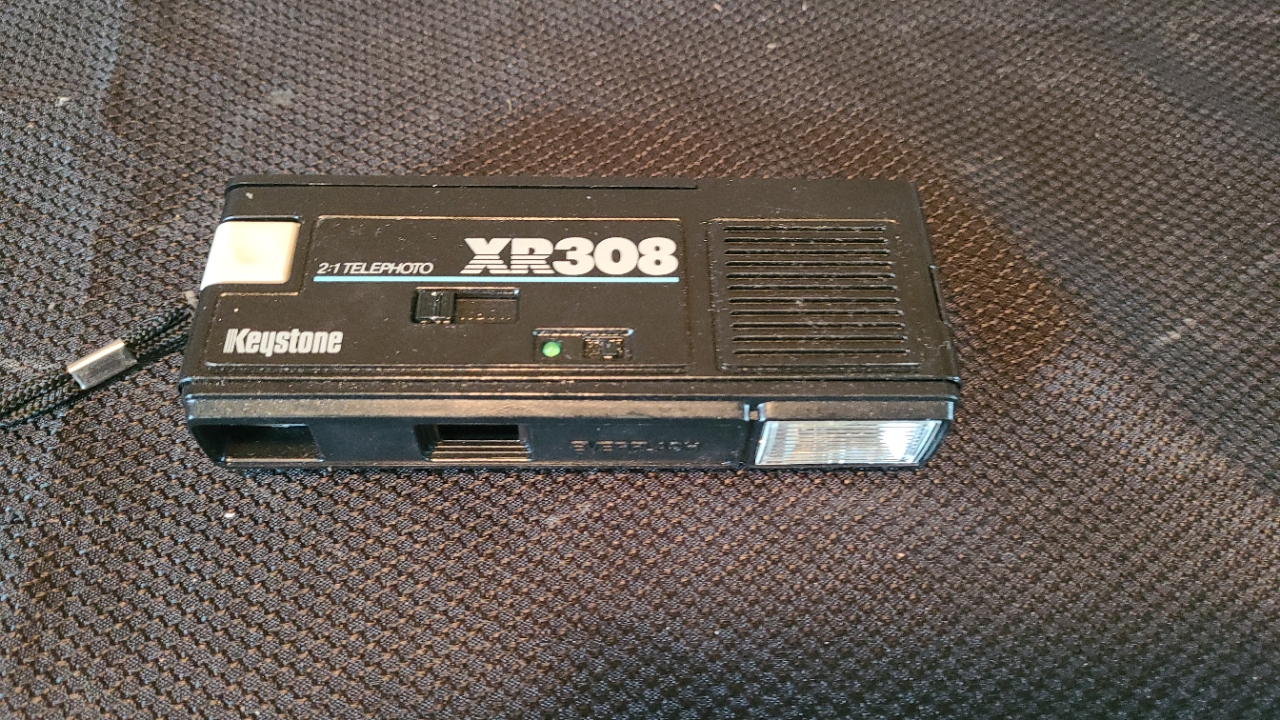 2:1 TELEPHOTO XR308
Keystone
EVERFLASH